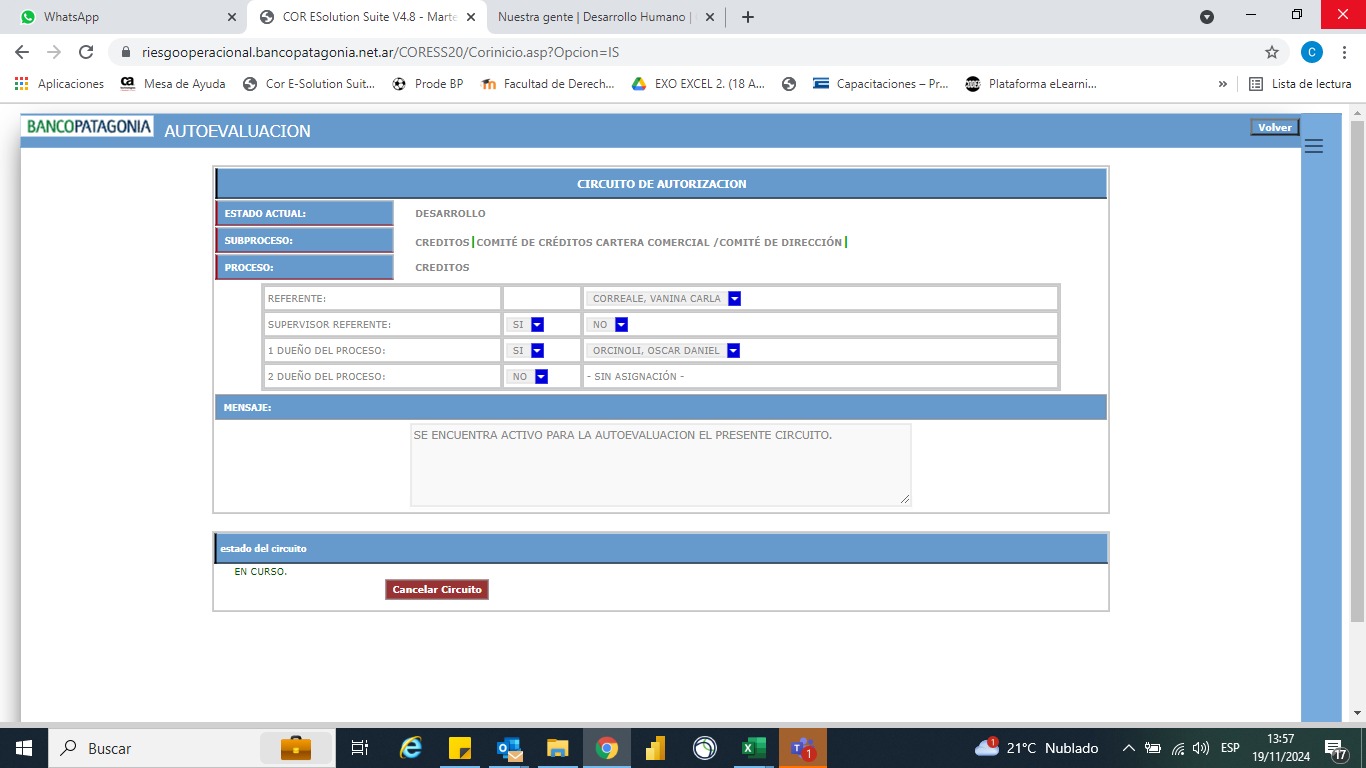 WhatsApp
COR ESolution Suite V4.8 - Marte
Nuestra gente | Desarrollo Humano |
riesgooperacional.bancopatagonia.net.ar/CORESS20/Corinicio.asp?Opcion=IS
C
Aplicaciones
ca
Mesa de Ayuda
Cor E-Solution Suit...
Prode BP
Facultad de Derech...
EXO EXCEL 2. (18 A...
Capacitaciones – Pr...
Plataforma eLearni...
»
Lista de lectura
BANCOPATAGONIA
AUTOEVALUACION
Volver
CIRCUITO DE AUTORIZACION
ESTADO ACTUAL: DESARROLLO
SUBPROCESO: CREDITOS | COMITÉ DE CRÉDITOS CARTERA COMERCIAL /COMITÉ DE DIRECCIÓN |
PROCESO: CREDITOS
REFERENTE: CORREALE, VANINA CARLA
SUPERVISOR REFERENTE: SI NO
1 DUEÑO DEL PROCESO: SI ORCINOLI, OSCAR DANIEL
2 DUEÑO DEL PROCESO: NO - SIN ASIGNACIÓN -
MENSAJE:
SE ENCUENTRA ACTIVO PARA LA AUTOEVALUACION EL PRESENTE CIRCUITO.
estado del circuito
EN CURSO.
Cancelar Circuito
Buscar
1
1
21°C Nublado
ESP
13:57
19/11/2024
17